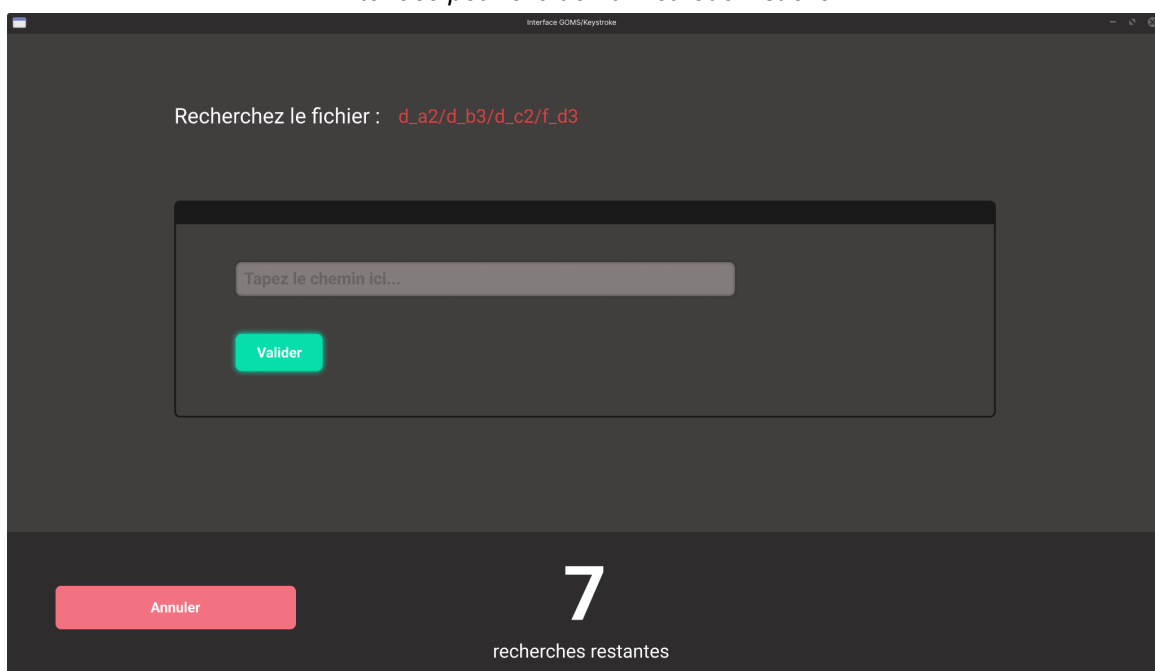 Interface GOMS/Keystroke
Recherchez le fichier : d_a2/d_b3/d_c2/f_d3
Tapez le chemin ici...
Valider
Annuler
7
recherches restantes